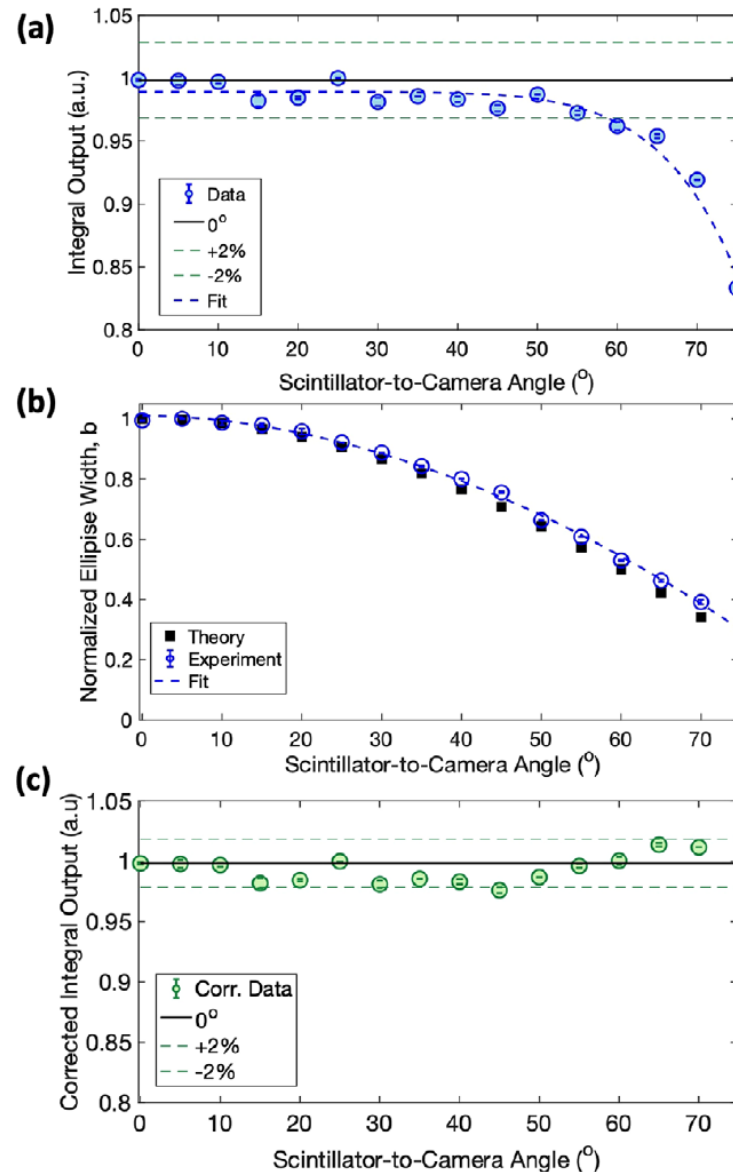 (a)
Integral Output (a.u.)
1.05
1
0.95
0.9
0.85
0.8
Data
0°
+2%
-2%
Fit
0 10 20 30 40 50 60 70
Scintillator-to-Camera Angle (°)
(b)
Normalized Ellipise Width, b
1
0.8
0.6
0.4
0.2
0
Theory
Experiment
Fit
0 10 20 30 40 50 60 70
Scintillator-to-Camera Angle (°)
(c)
Corrected Integral Output (a.u)
1.05
1
0.95
0.9
0.85
0.8
Corr. Data
0°
+2%
-2%
0 10 20 30 40 50 60 70
Scintillator-to-Camera Angle (°)